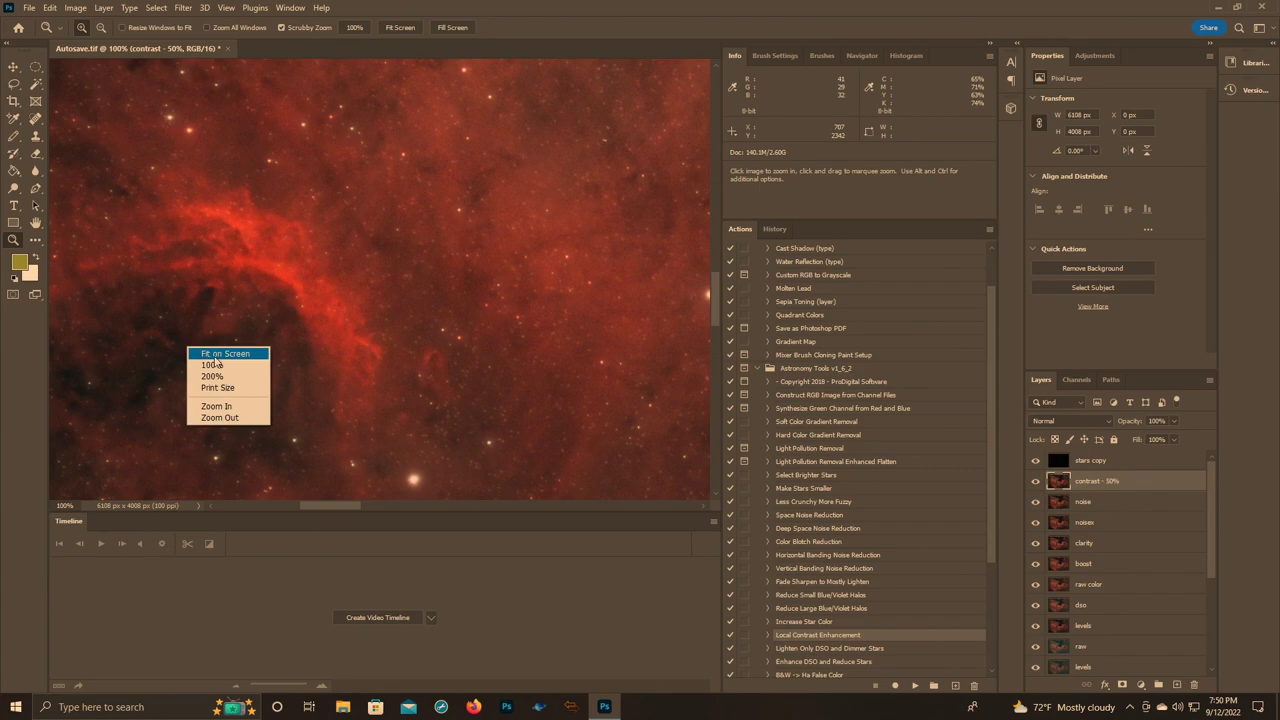 Ps File Edit Image Layer Type Select Filter 3D View Plugins Window Help
Resize Windows to Fit Zoom All Windows Scrubby Zoom 100% Fit Screen Fill Screen Share
Autosave.tif @ 100% (contrast - 50%, RGB/16) * ×
Info Brush Settings Brushes Navigator Histogram
R : 41
G : 29
B : 32
8-bit
C : 65%
M : 71%
Y : 63%
K : 74%
8-bit
X : 707
Y : 2342
W :
H :
Doc: 140.1M/2.60G
Click image to zoom in, click and drag to marquee zoom. Use Alt and Ctrl for
additional options.
Actions History
Cast Shadow (type)
Water Reflection (type)
Custom RGB to Grayscale
Molten Lead
Sepia Toning (layer)
Quadrant Colors
Save as Photoshop PDF
Gradient Map
Mixer Brush Cloning Paint Setup
Astronomy Tools v1_6_2
- Copyright 2018 - ProDigital Software
Construct RGB Image from Channel Files
Synthesize Green Channel from Red and Blue
Soft Color Gradient Removal
Hard Color Gradient Removal
Light Pollution Removal
Light Pollution Removal Enhanced Flatten
Select Brighter Stars
Make Stars Smaller
Less Crunchy More Fuzzy
Space Noise Reduction
Deep Space Noise Reduction
Color Blotch Reduction
Horizontal Banding Noise Reduction
Vertical Banding Noise Reduction
Fade Sharpen to Mostly Lighten
Reduce Small Blue/Violet Halos
Reduce Large Blue/Violet Halos
Increase Star Color
Local Contrast Enhancement
Lighten Only DSO and Dimmer Stars
Enhance DSO and Reduce Stars
B&W -> Ha False Color
Properties Adjustments
Pixel Layer
Transform
W 6108 px X 0 px
H 4008 px Y 0 px
0.00°
Align and Distribute
Align:
Quick Actions
Remove Background
Select Subject
View More
Layers Channels Paths
Kind
Normal Opacity: 100%
Lock: Fill: 100%
stars copy
contrast - 50%
noise
noisex
clarity
boost
raw color
dso
levels
raw
levels
Librari...
Versio...
Fit on Screen
100%
200%
Print Size
Zoom In
Zoom Out
100% 6108 px x 4008 px (100 ppi)
Timeline
Create Video Timeline
Type here to search
72°F Mostly cloudy
7:50 PM
9/12/2022